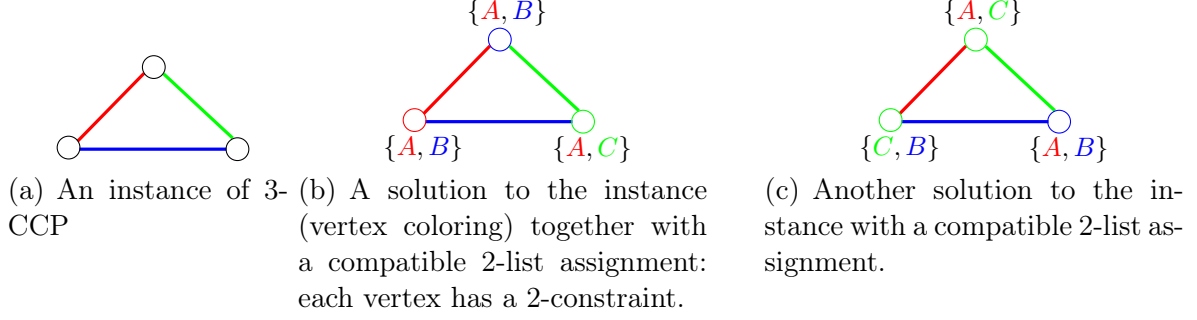 {A, B}
{A, C}
{A, B}
{A, C}
{C, B}
{A, B}
(a) An instance of 3-
CCP
(b) A solution to the instance
(vertex coloring) together with
a compatible 2-list assignment:
each vertex has a 2-constraint.
(c) Another solution to the in-
stance with a compatible 2-list as-
signment.